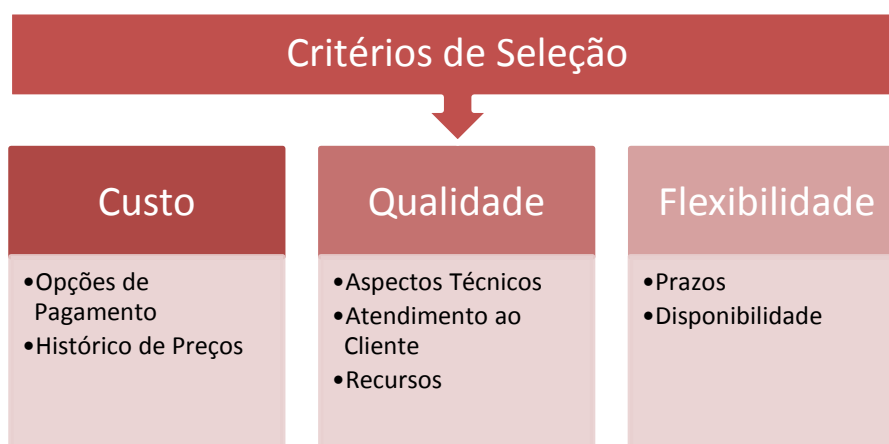 Critérios de Seleção
Custo
•Opções de
Pagamento
•Histórico de Preços
Qualidade
•Aspectos Técnicos
•Atendimento ao
Cliente
•Recursos
Flexibilidade
•Prazos
•Disponibilidade